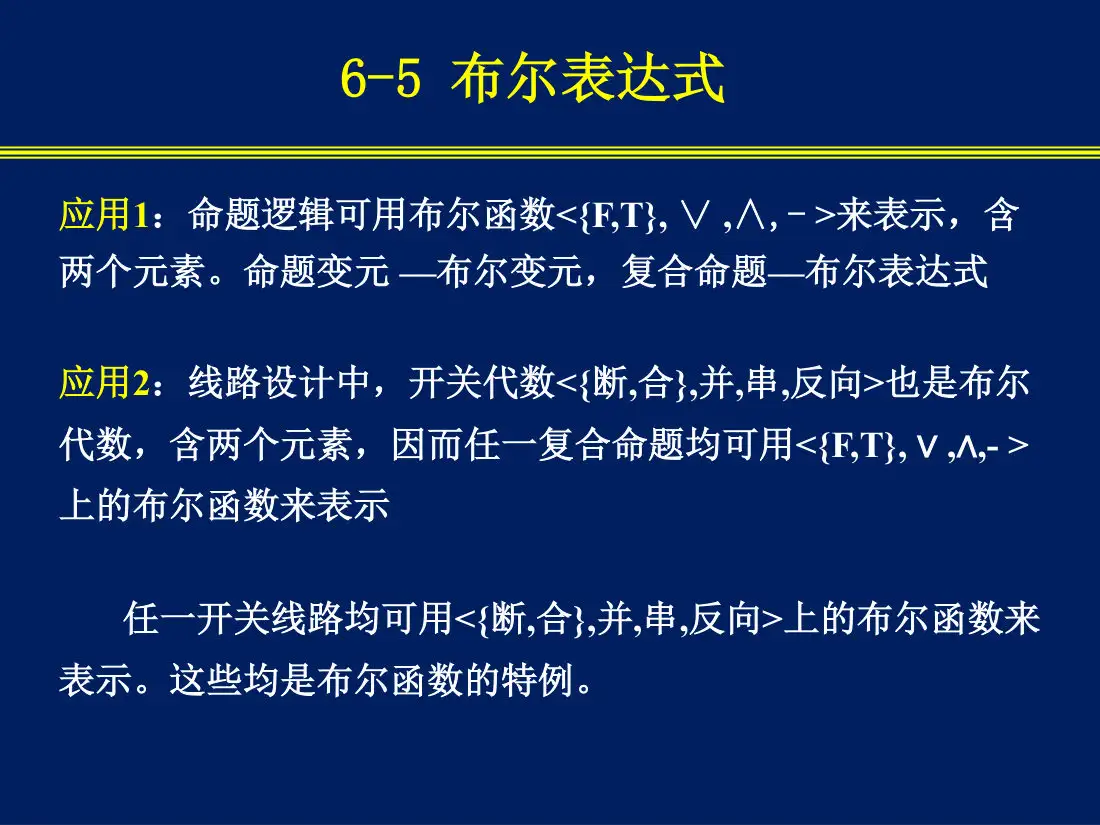 6-5 布尔表达式
应用1：命题逻辑可用布尔函数<{F,T}, ∨ ,∧,－>来表示，含
两个元素。命题变元 —布尔变元，复合命题—布尔表达式
应用2：线路设计中，开关代数<{断,合},并,串,反向>也是布尔
代数，含两个元素，因而任一复合命题均可用<{F,T}, ∨ ,∧,- >
上的布尔函数来表示
任一开关线路均可用<{断,合},并,串,反向>上的布尔函数来
表示。这些均是布尔函数的特例。